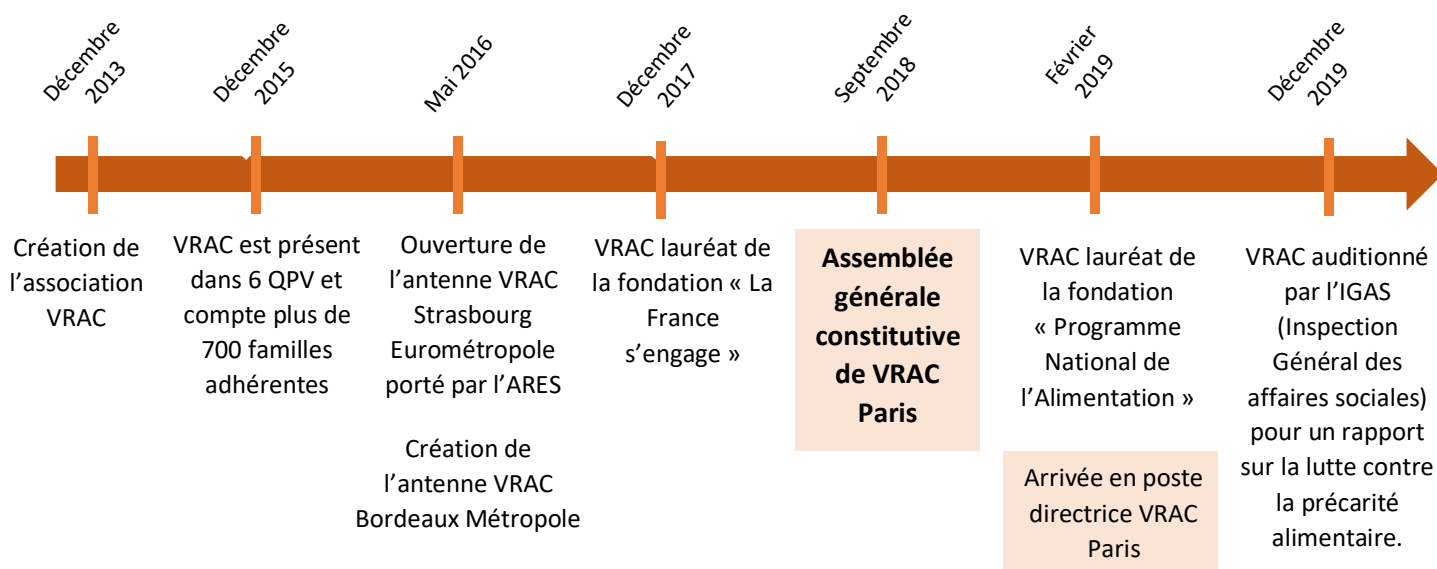 Décembre
2013
Décembre
2015
Mai 2016
Décembre
2017
Septembre
2018
Février
2019
Décembre
2019
Création de
l’association
VRAC
VRAC est présent
dans 6 QPV et
compte plus de
700 familles
adhérentes
Ouverture de
l’antenne VRAC
Strasbourg
Eurométropole
porté par l’ARES
Création de
l’antenne VRAC
Bordeaux Métropole
VRAC lauréat de
la fondation « La
France
s’engage »
Assemblée
générale
constitutive
de VRAC
Paris
VRAC lauréat de
la fondation
« Programme
National de
l’Alimentation »
Arrivée en poste
directrice VRAC
Paris
VRAC auditionné
par l’IGAS
(Inspection
Général des
affaires sociales)
pour un rapport
sur la lutte contre
la précarité
alimentaire.